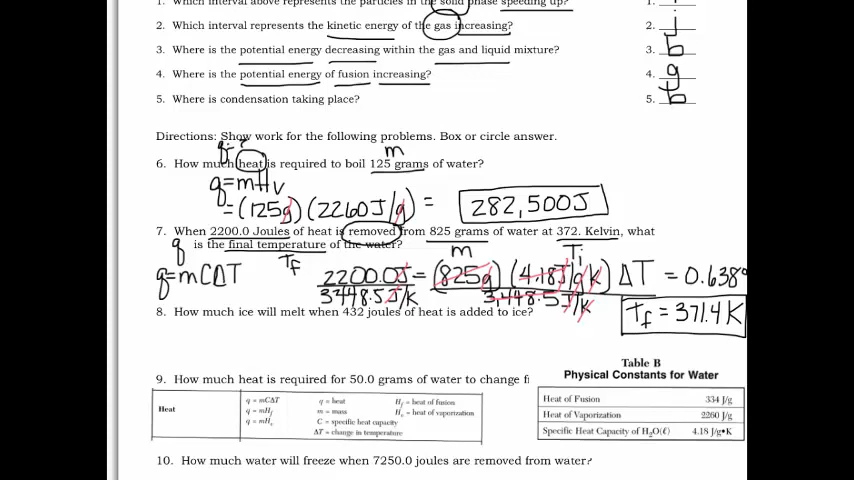 1. Which interval above represents the particles in the solid phase speeding up? 1.
2. Which interval represents the kinetic energy of the gas increasing? 2. j
3. Where is the potential energy decreasing within the gas and liquid mixture? 3. b
4. Where is the potential energy of fusion increasing? 4. g
5. Where is condensation taking place? 5. b
Directions: Show work for the following problems. Box or circle answer.
q=? m
6. How much heat is required to boil 125 grams of water?
q=mHv
=(125g)(2260J/g) = 282,500J
7. When 2200.0 Joules of heat is removed from 825 grams of water at 372. Kelvin, what
q is the final temperature of the water? m Ti
Tf
q=mCΔT 2200.0J = (825g)(4.18J/g K) ΔT = 0.638
3448.5J/K 3,448.5J/K
Tf = 371.4K
8. How much ice will melt when 432 joules of heat is added to ice?
Table B
Physical Constants for Water
Heat of Fusion 334 J/g
Heat of Vaporization 2260 J/g
Specific Heat Capacity of H₂O(ℓ) 4.18 J/g•K
9. How much heat is required for 50.0 grams of water to change
Heat
q = mCΔT q = heat Hf = heat of fusion
q = mHf m = mass Hv = heat of vaporization
q = mHv C = specific heat capacity
ΔT = change in temperature
10. How much water will freeze when 7250.0 joules are removed from water?